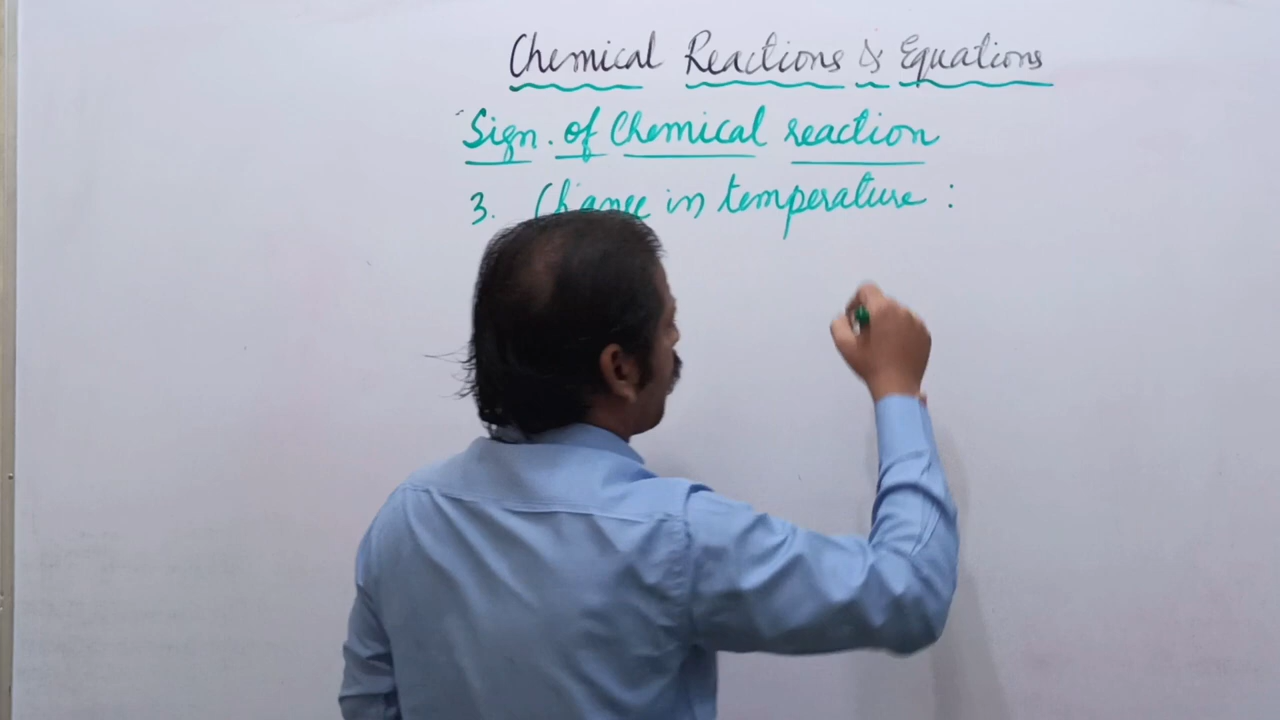 Chemical Reactions & Equations
Sign. of Chemical reaction
3. Change in temperature :